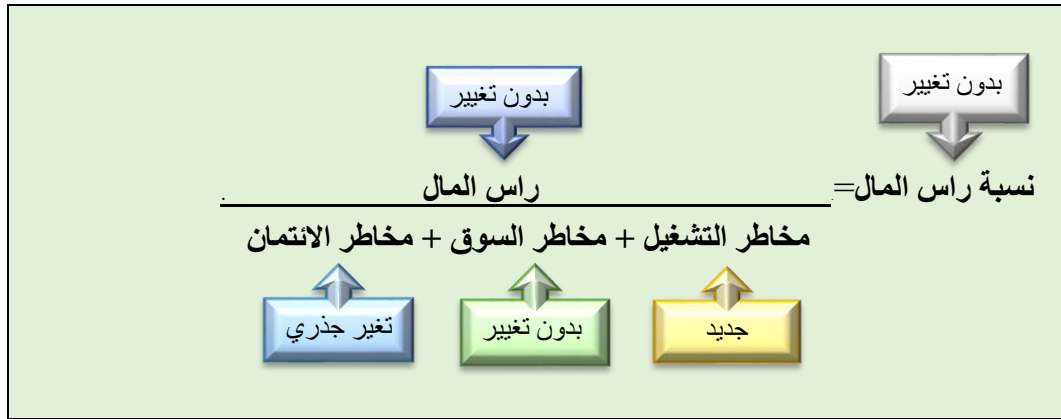 بدون تغيير
بدون تغيير
نسبة راس المال= راس المال
مخاطر التشغيل + مخاطر السوق + مخاطر الائتمان
جديد
بدون تغيير
تغير جذري